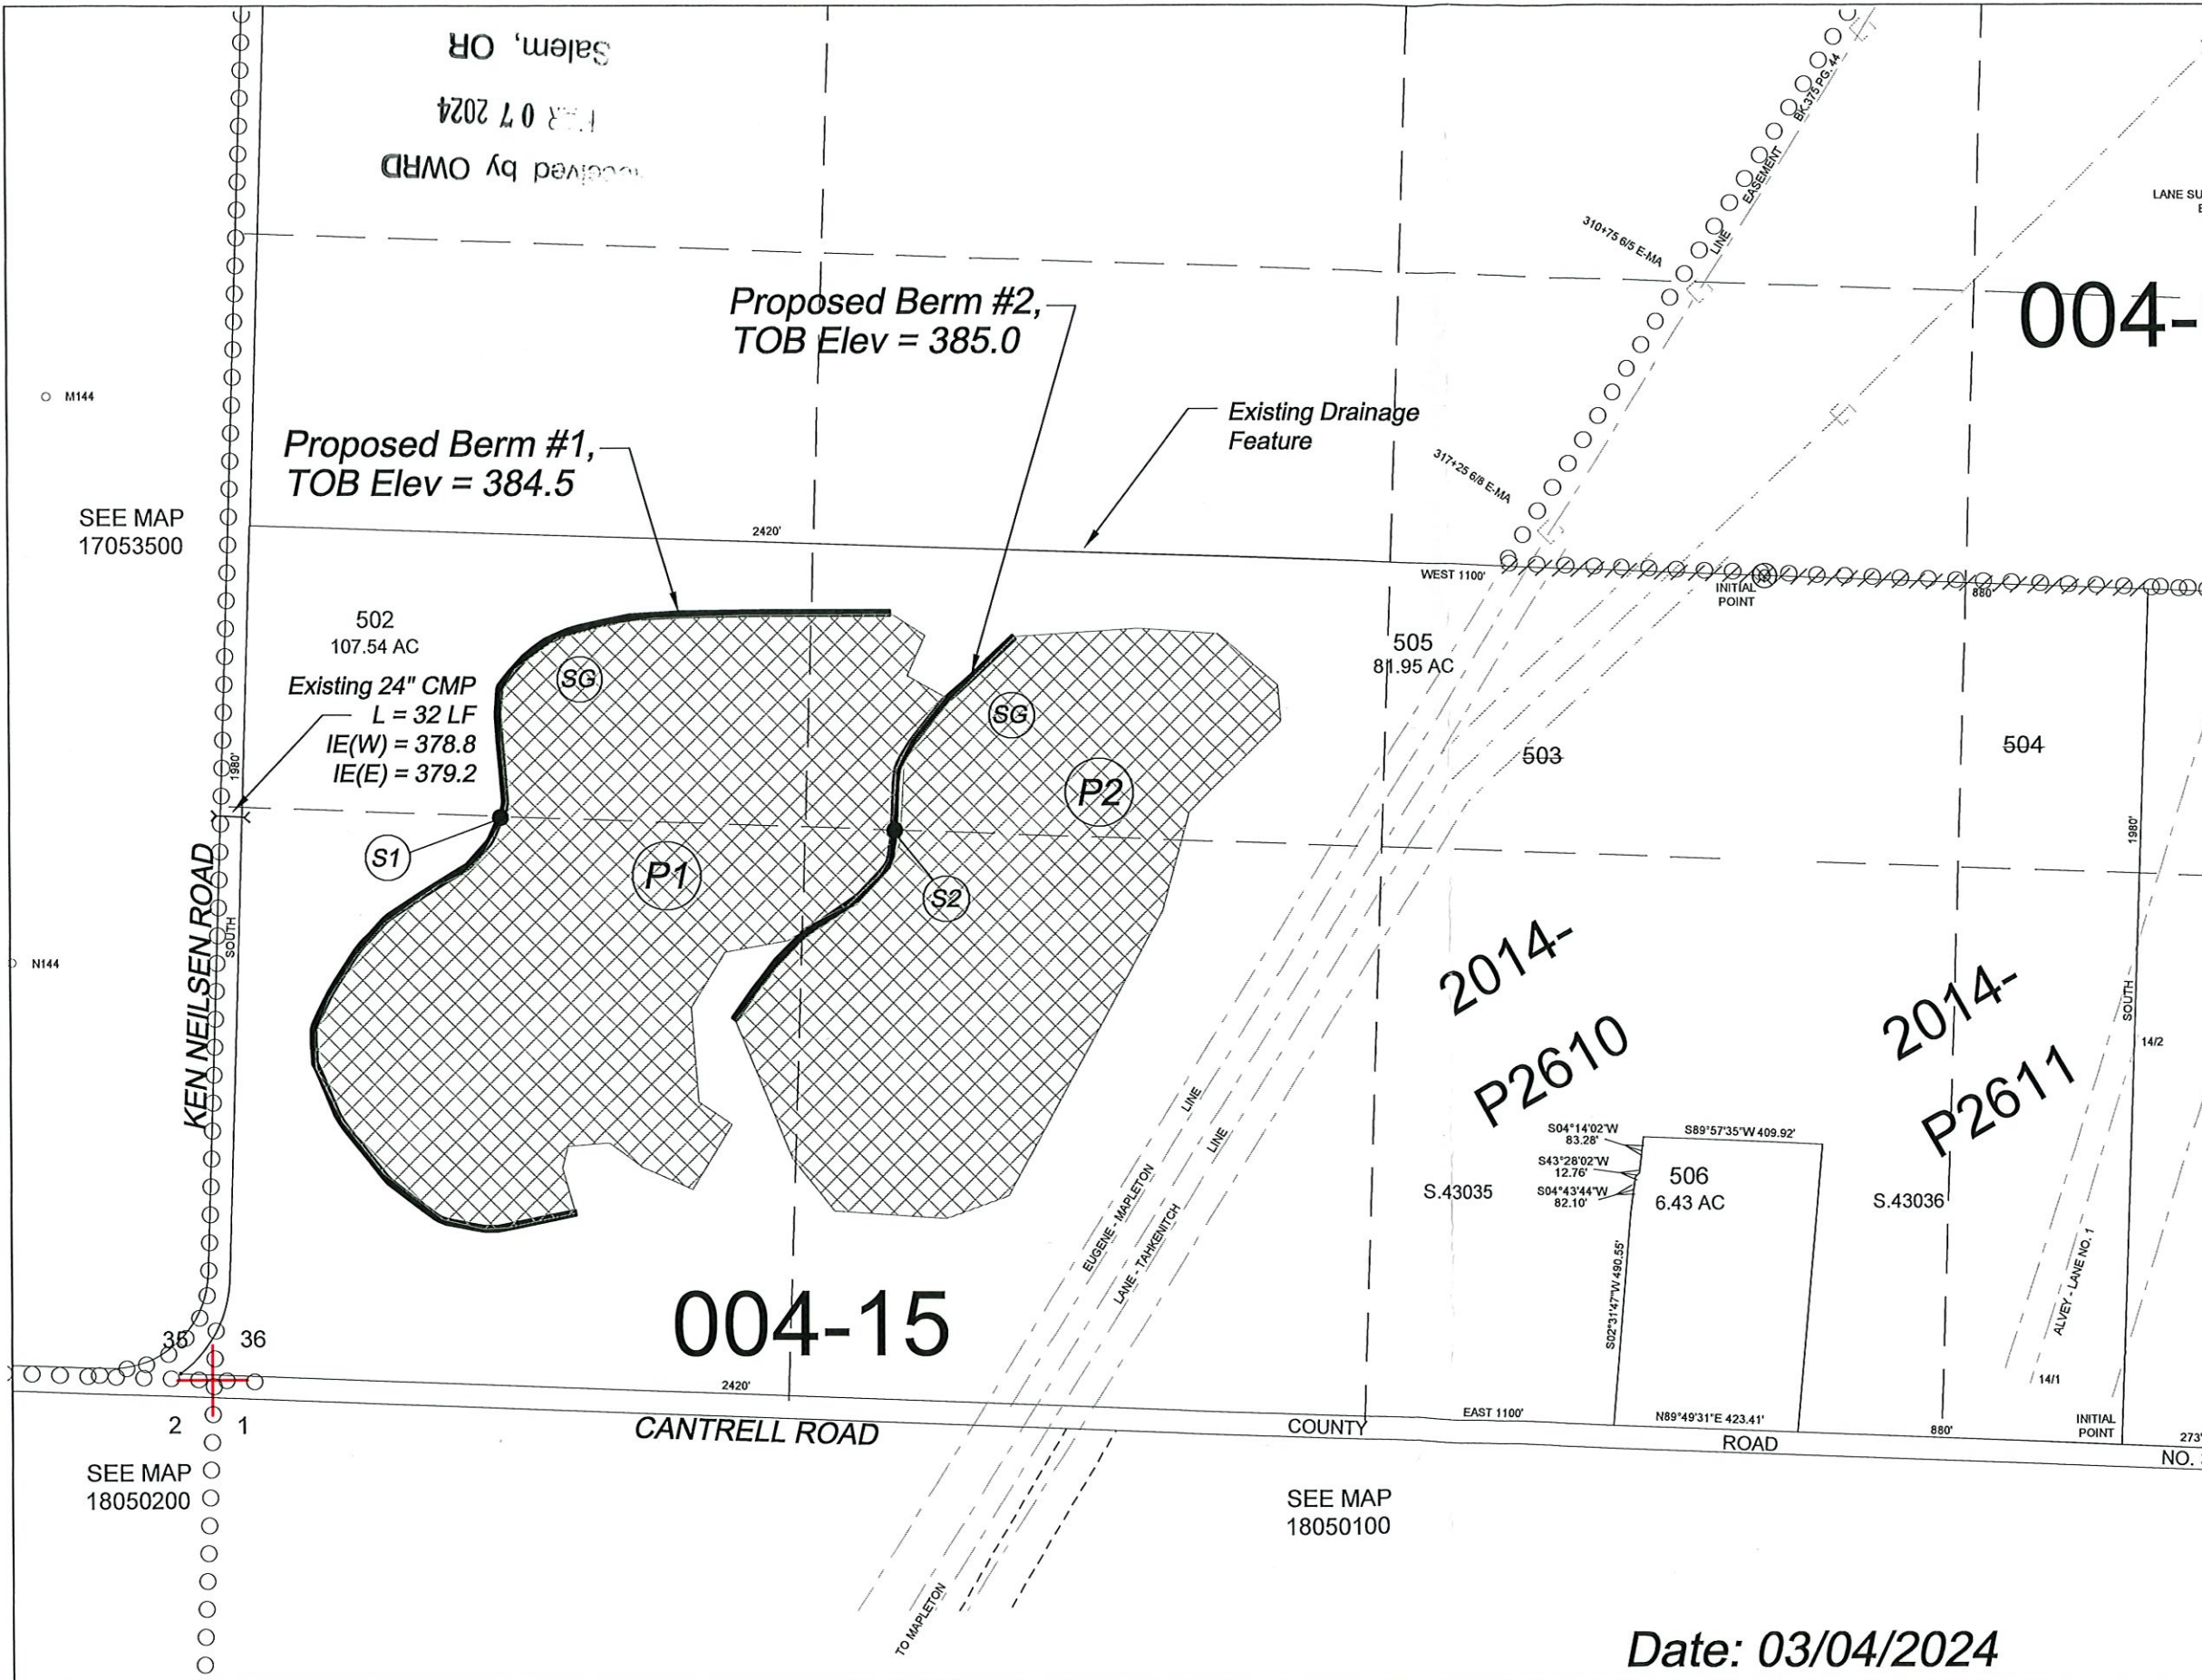 Salem, OR
07 2024
by OWRD
BK.375 PG. 44
EASEMENT
LINE
310+75 6/5 E-MA
LANE SU
004-
Proposed Berm #2,
TOB Elev = 385.0
M144
Existing Drainage
Feature
Proposed Berm #1,
TOB Elev = 384.5
317+25 6/8 E-MA
SEE MAP
17053500
2420'
WEST 1100'
INITIAL
POINT
880'
502
107.54 AC
505
81.95 AC
SG
SG
Existing 24" CMP
L = 32 LF
IE(W) = 378.8
IE(E) = 379.2
1980'
503
504
P2
1980'
S1
P1
S2
KEN NEILSEN ROAD
SOUTH
N144
2014-
P2610
2014-
P2611
SOUTH
14/2
LINE
EUGENE - MAPLETON
LINE
LANE - TAHKENITCH
S04°14'02"W
83.28'
S89°57'35"W 409.92'
S43°28'02"W
12.76'
S04°43'44"W
82.10'
506
6.43 AC
S.43035
S.43036
S02°31'47"W 490.55'
ALVEY - LANE NO. 1
004-15
35
36
14/1
2420'
2
1
CANTRELL ROAD
COUNTY
EAST 1100'
N89°49'31"E 423.41'
ROAD
880'
INITIAL
POINT
273'
NO.
SEE MAP
18050200
SEE MAP
18050100
TO MAPLETON
Date: 03/04/2024